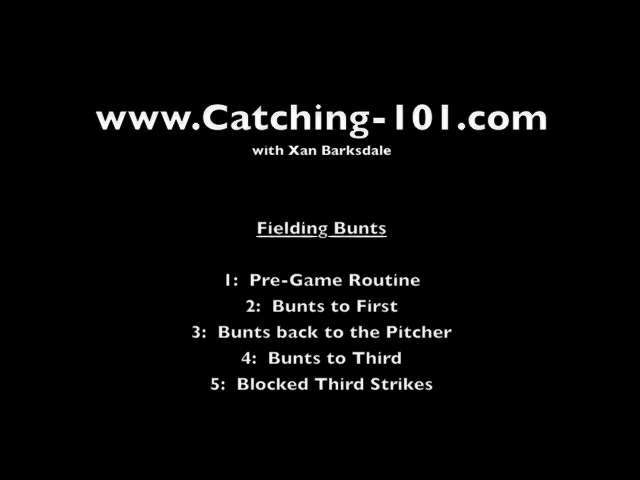 www.Catching-101.com
with Xan Barksdale
Fielding Bunts
1: Pre-Game Routine
2: Bunts to First
3: Bunts back to the Pitcher
4: Bunts to Third
5: Blocked Third Strikes